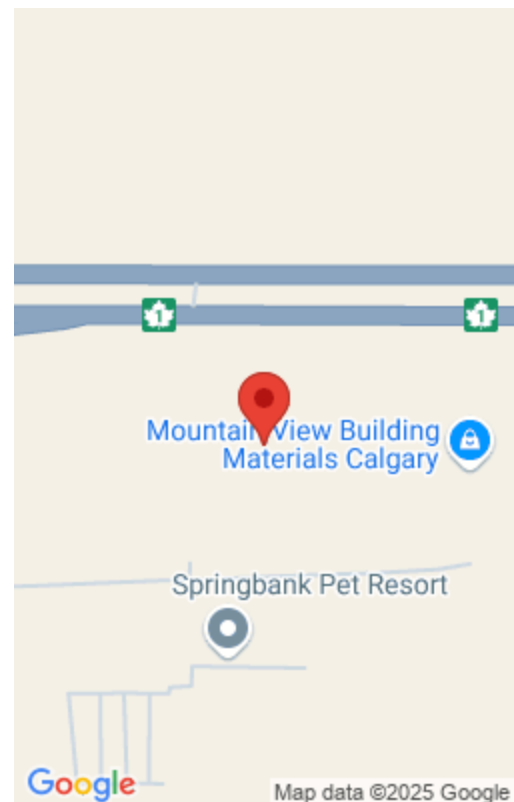 1
1
Mountain View Building
Materials Calgary
Springbank Pet Resort
Google
Map data ©2025 Google